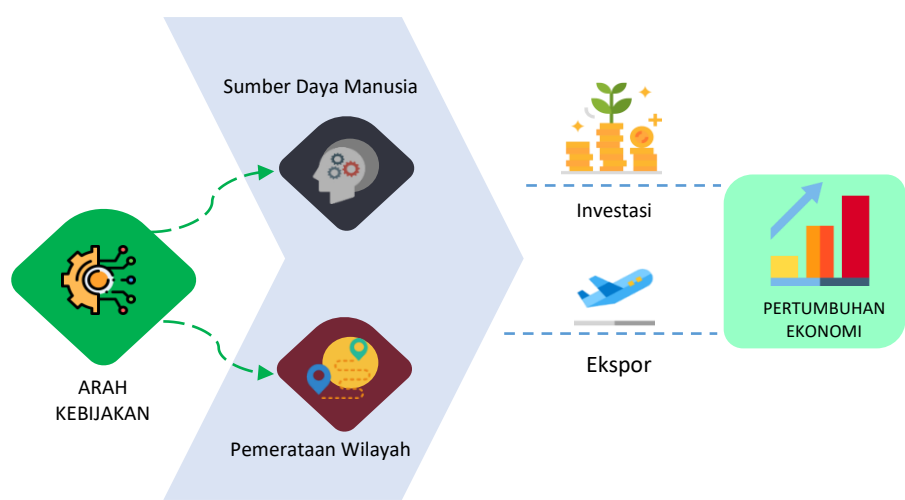 Sumber Daya Manusia
Investasi
PERTUMBUHAN
EKONOMI
Ekspor
ARAH
KEBIJAKAN
Pemerataan Wilayah